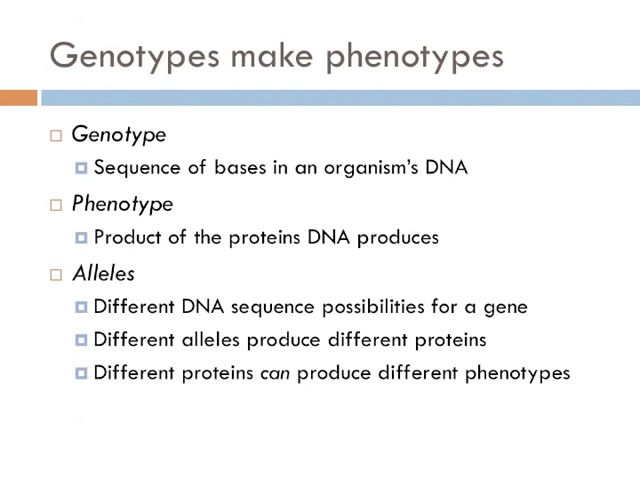 Genotypes make phenotypes
Genotype
Sequence of bases in an organism's DNA
Phenotype
Product of the proteins DNA produces
Alleles
Different DNA sequence possibilities for a gene
Different alleles produce different proteins
Different proteins can produce different phenotypes